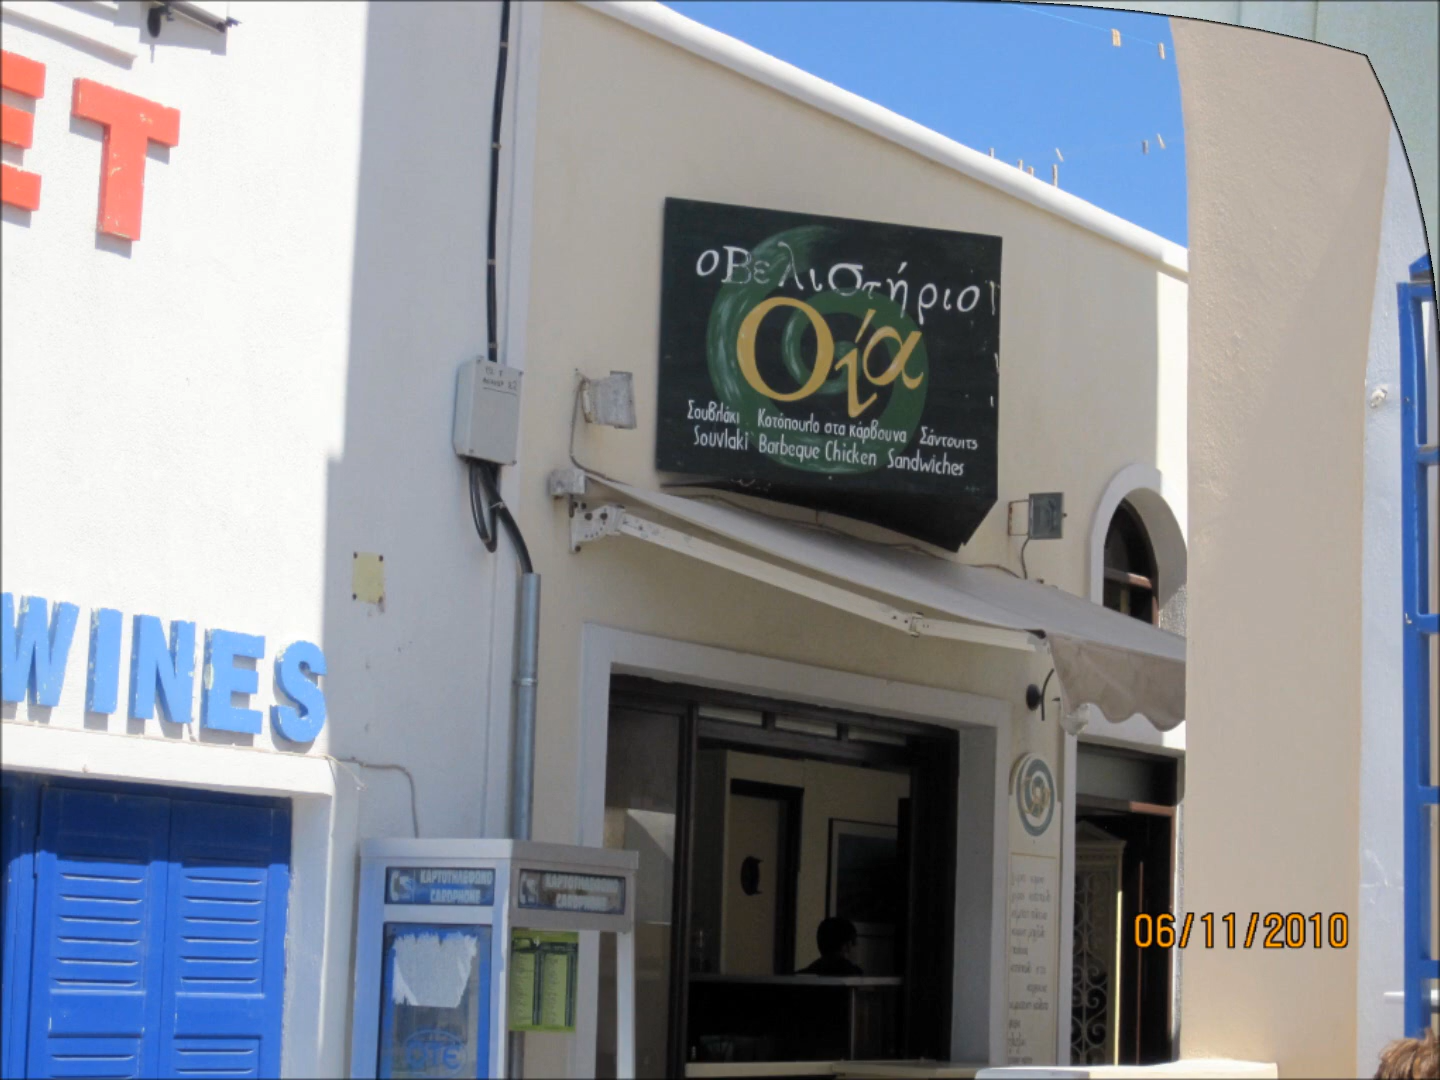 ET
WINES
οΒελιστήριο
Οία
Σουβλάκι Κοτόπουλο στα κάρβουνα Σάντουιτς
Souvlaki Barbeque Chicken Sandwiches
ΚΑΡΤΟΤΗΛΕΦΩΝΟ
CARDPHONE
ΚΑΡΤΟΤΗΛΕΦΩΝΟ
CARDPHONE
ΟΤΕ
06/11/2010